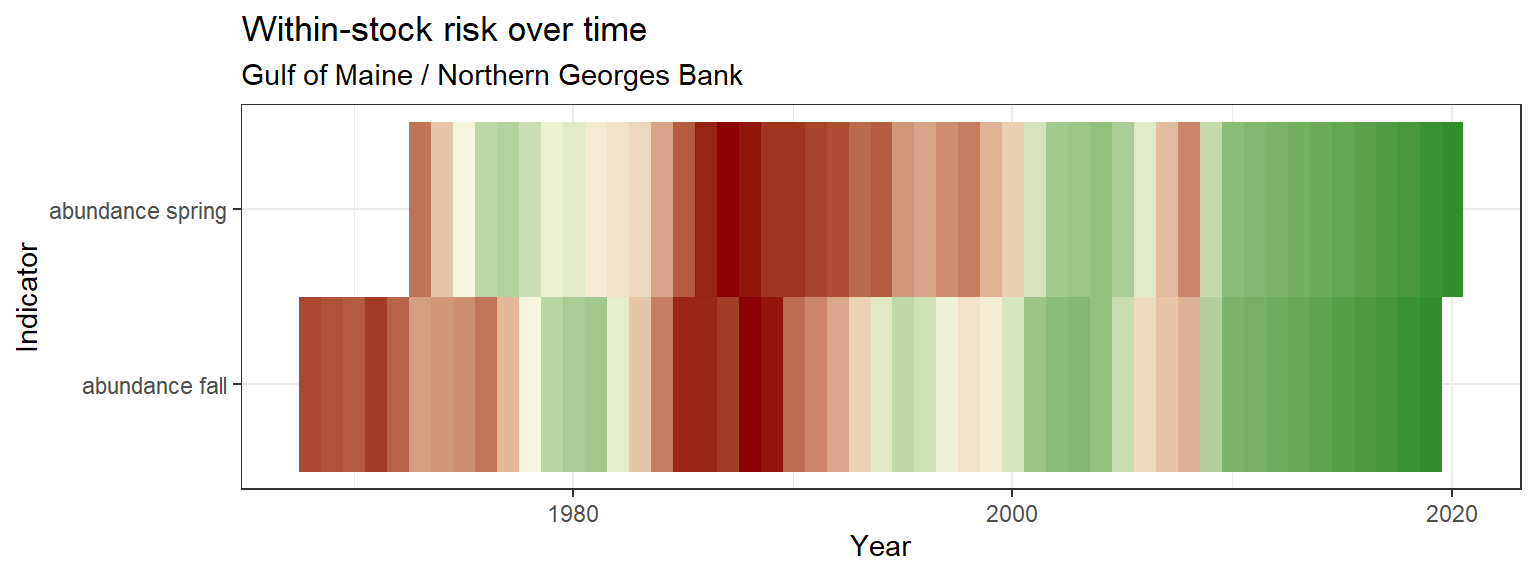 Within-stock risk over time
Gulf of Maine / Northern Georges Bank
Indicator
abundance spring
abundance fall
1980 2000 2020
Year